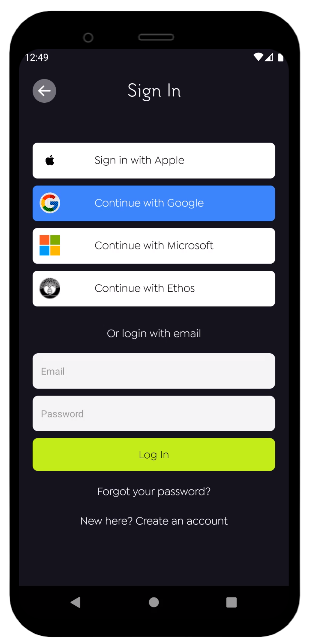 12:49
Sign In
Sign in with Apple
Continue with Google
Continue with Microsoft
Continue with Ethos
Or login with email
Email
Password
Log In
Forgot your password?
New here? Create an account